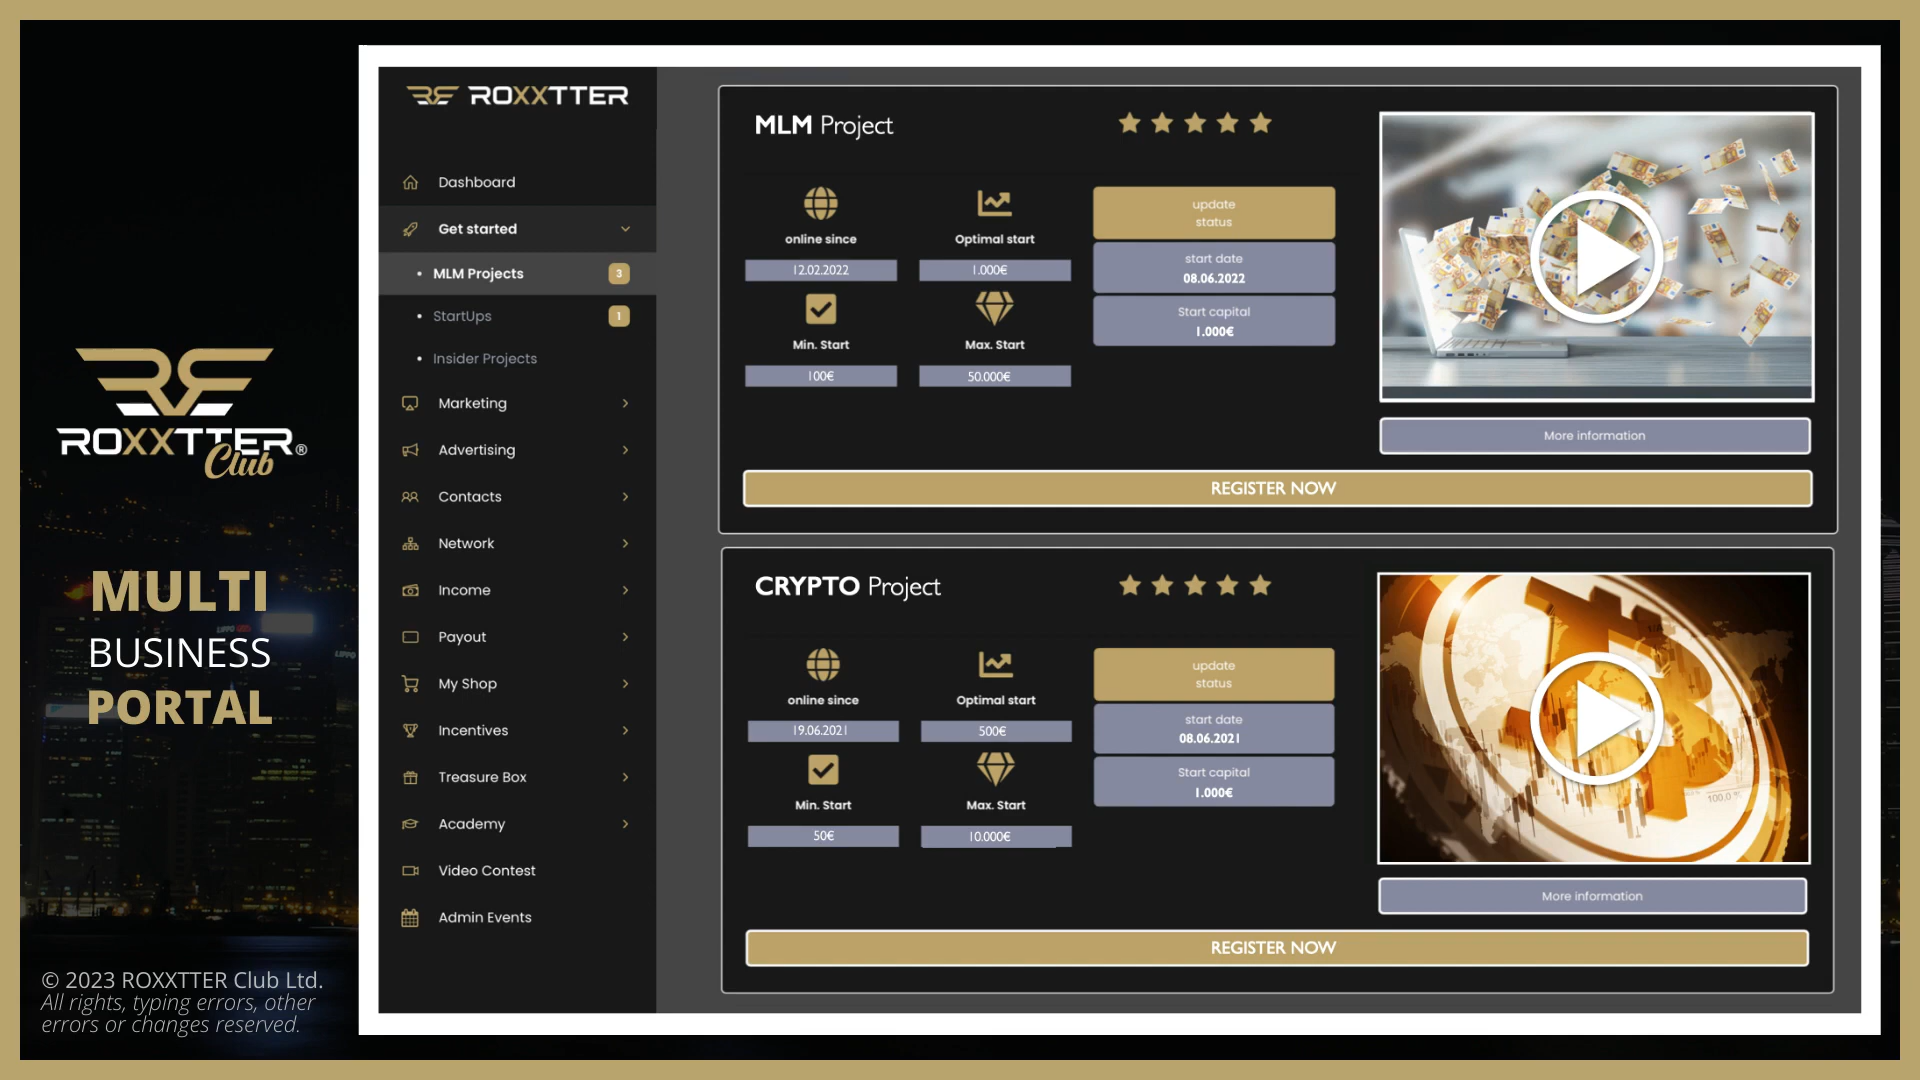 ROXXTTER®
Club
MULTI
BUSINESS
PORTAL
© 2023 ROXXTTER Club Ltd.
All rights, typing errors, other
errors or changes reserved.
ROXXTTER
Dashboard
Get started
• MLM Projects 3
• StartUps 1
• Insider Projects
Marketing
Advertising
Contacts
Network
Income
Payout
My Shop
Incentives
Treasure Box
Academy
Video Contest
Admin Events
MLM Project
online since
12.02.2022
Optimal start
1.000€
Min. Start
100€
Max. Start
50.000€
update
status
start date
08.06.2022
Start capital
1.000€
More information
REGISTER NOW
CRYPTO Project
online since
19.06.2021
Optimal start
500€
Min. Start
50€
Max. Start
10.000€
update
status
start date
08.06.2021
Start capital
1.000€
100.0
More information
REGISTER NOW